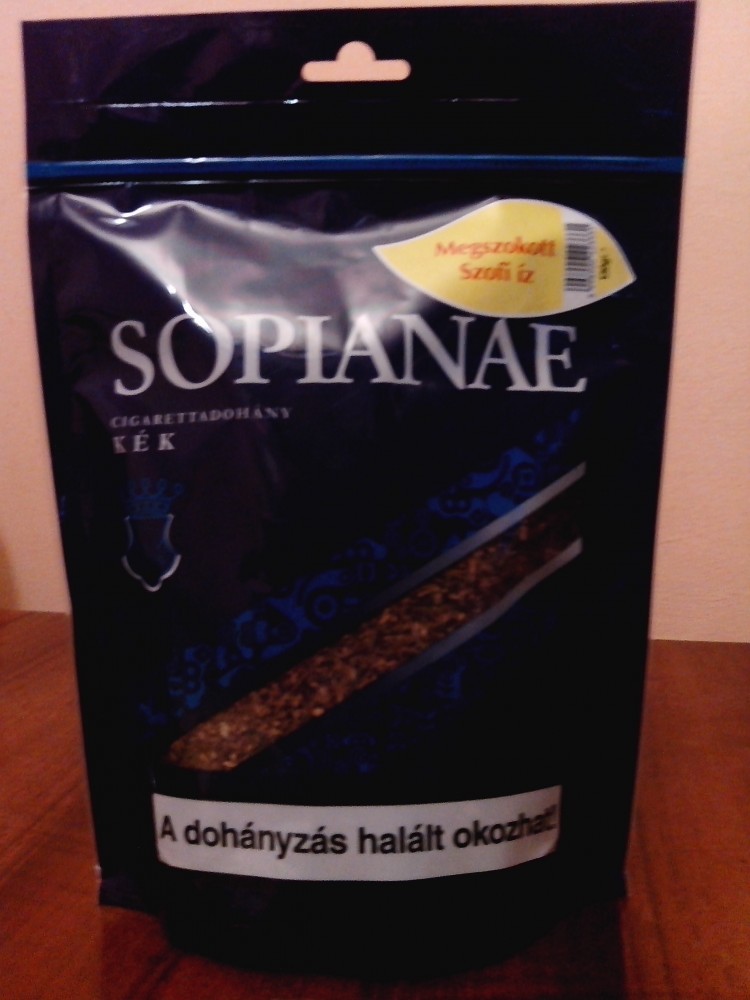 Megszokott
Szofi íz
SOPIANAE
CIGARETTADOHÁNY
KÉK
A dohányzás halált okozhat!